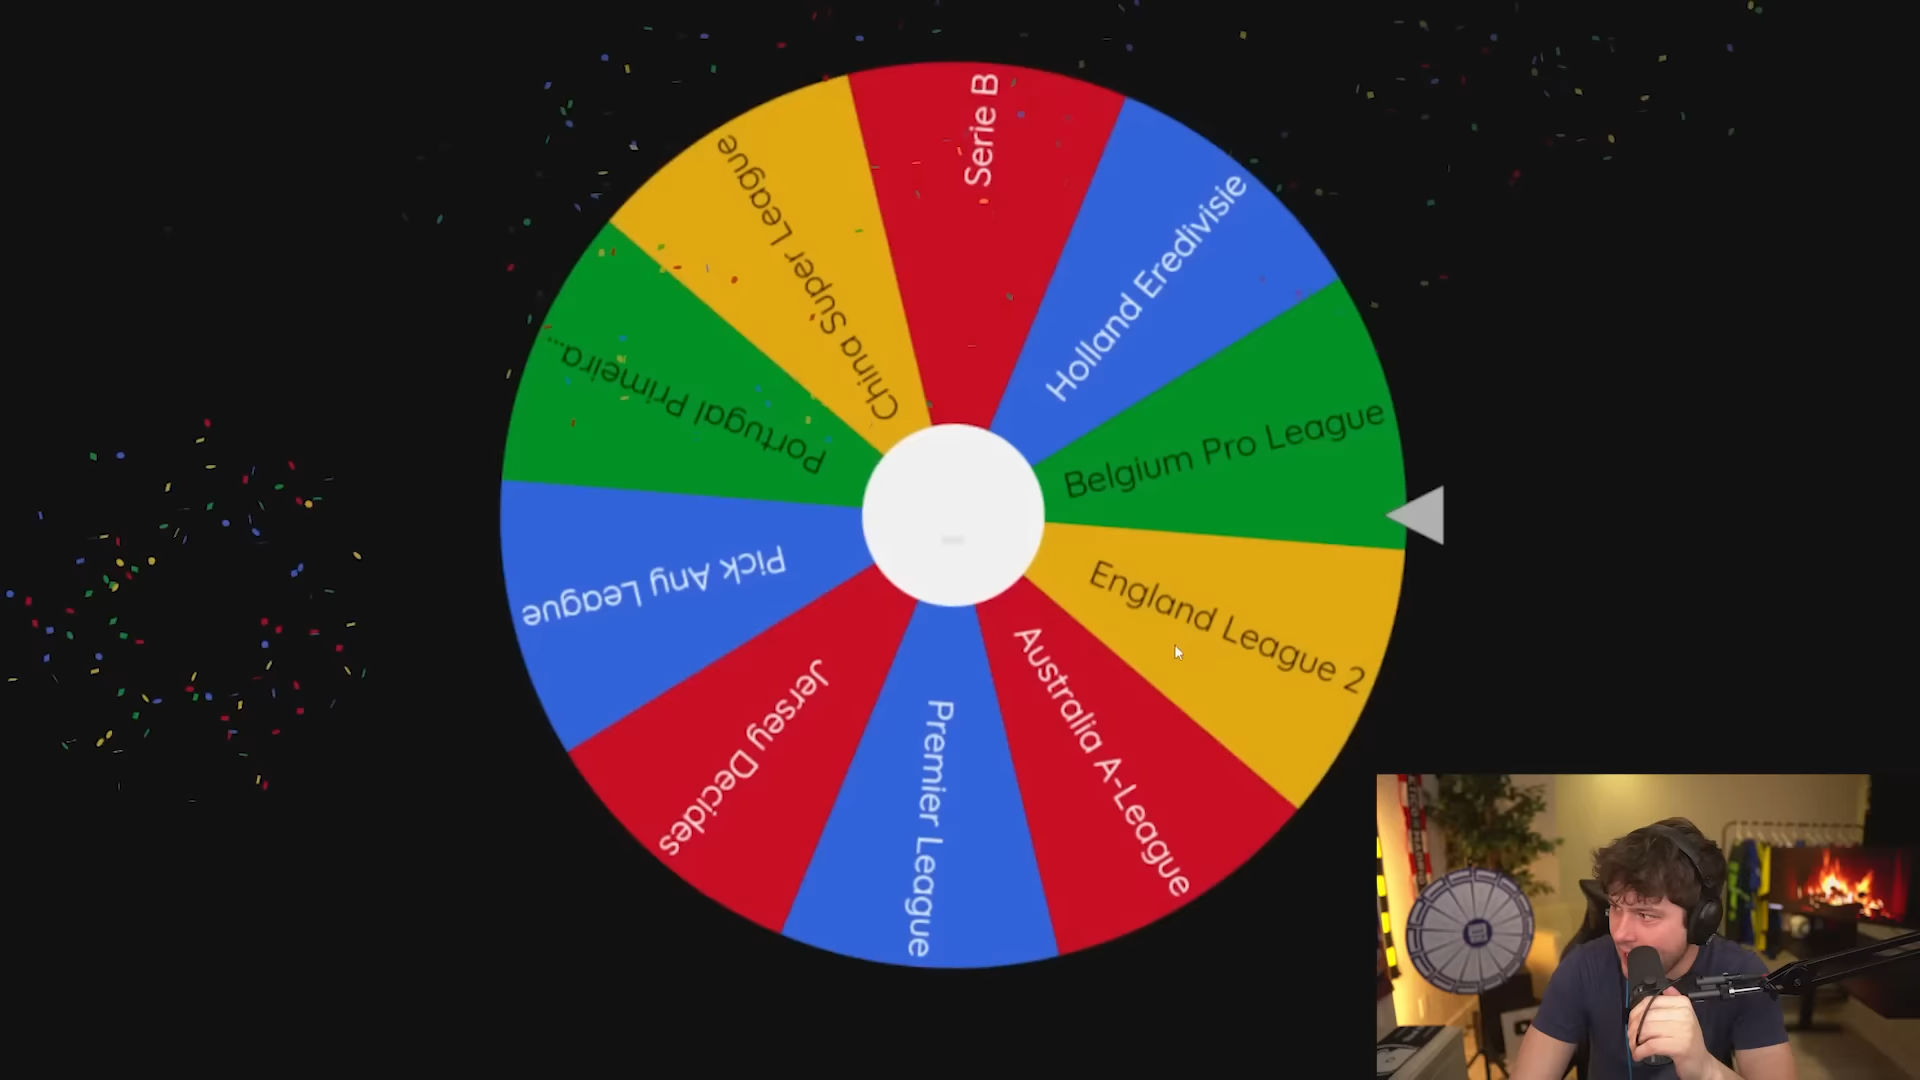 Serie B
Holland Eredivisie
Belgium Pro League
England League 2
Australia A-League
Premier League
Jersey Decides
Pick Any League
Portugal Primeira...
China Super League